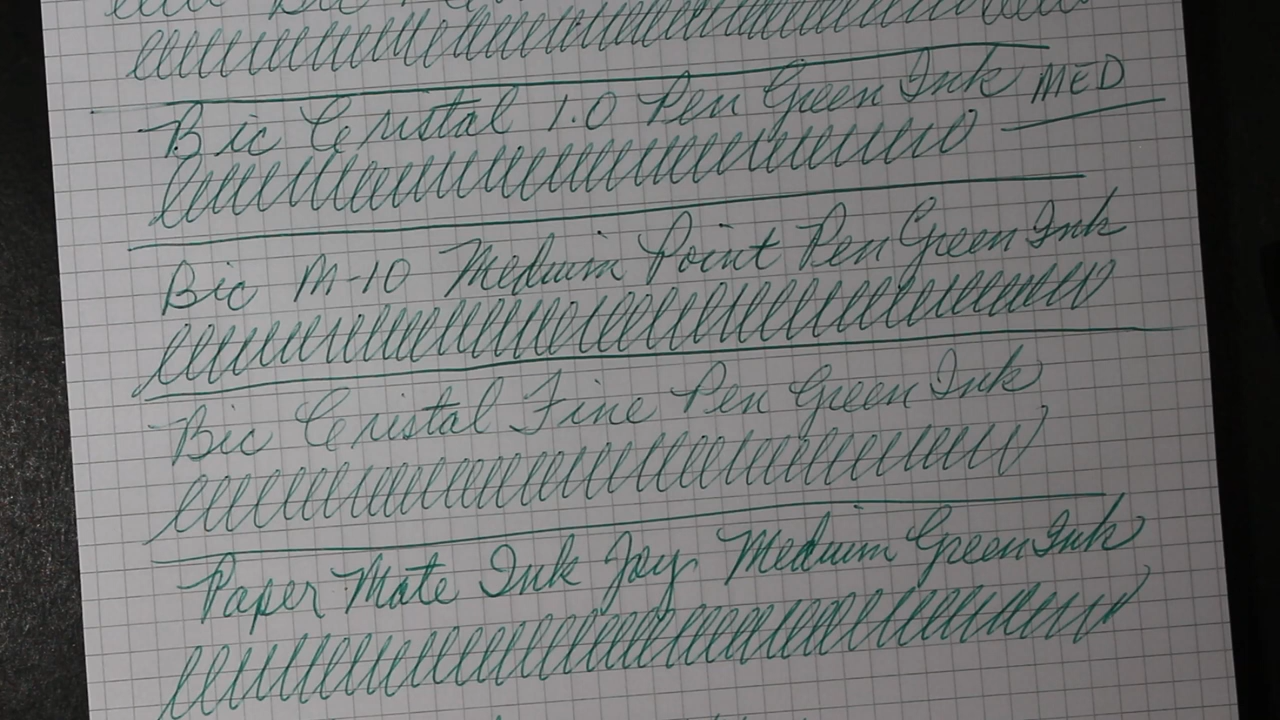 Bic Cristal 1.0 Pen Green Ink MED
Bic M-10 Medium Point Pen Green Ink
Bic Cristal Fine Pen Green Ink
Paper Mate Ink Joy Medium Green Ink